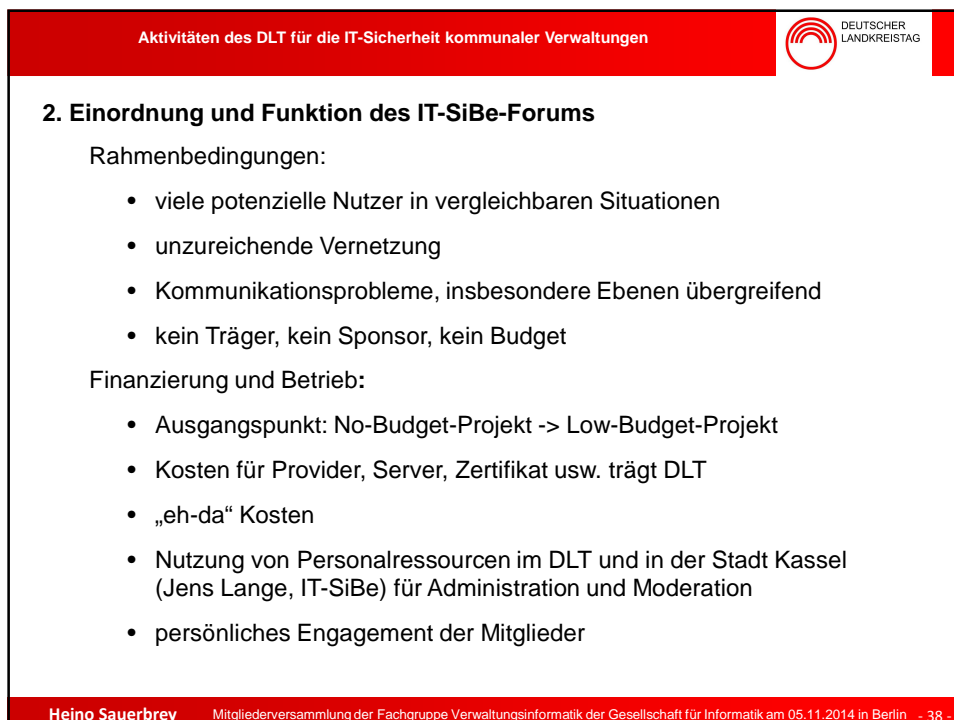 Aktivitäten des DLT für die IT-Sicherheit kommunaler Verwaltungen
DEUTSCHER
LANDKREISTAG
2. Einordnung und Funktion des IT-SiBe-Forums
Rahmenbedingungen:
• viele potenzielle Nutzer in vergleichbaren Situationen
• unzureichende Vernetzung
• Kommunikationsprobleme, insbesondere Ebenen übergreifend
• kein Träger, kein Sponsor, kein Budget
Finanzierung und Betrieb:
• Ausgangspunkt: No-Budget-Projekt -> Low-Budget-Projekt
• Kosten für Provider, Server, Zertifikat usw. trägt DLT
• „eh-da“ Kosten
• Nutzung von Personalressourcen im DLT und in der Stadt Kassel
(Jens Lange, IT-SiBe) für Administration und Moderation
• persönliches Engagement der Mitglieder
Heino Sauerbrey Mitgliederversammlung der Fachgruppe Verwaltungsinformatik der Gesellschaft für Informatik am 05.11.2014 in Berlin - 38 -